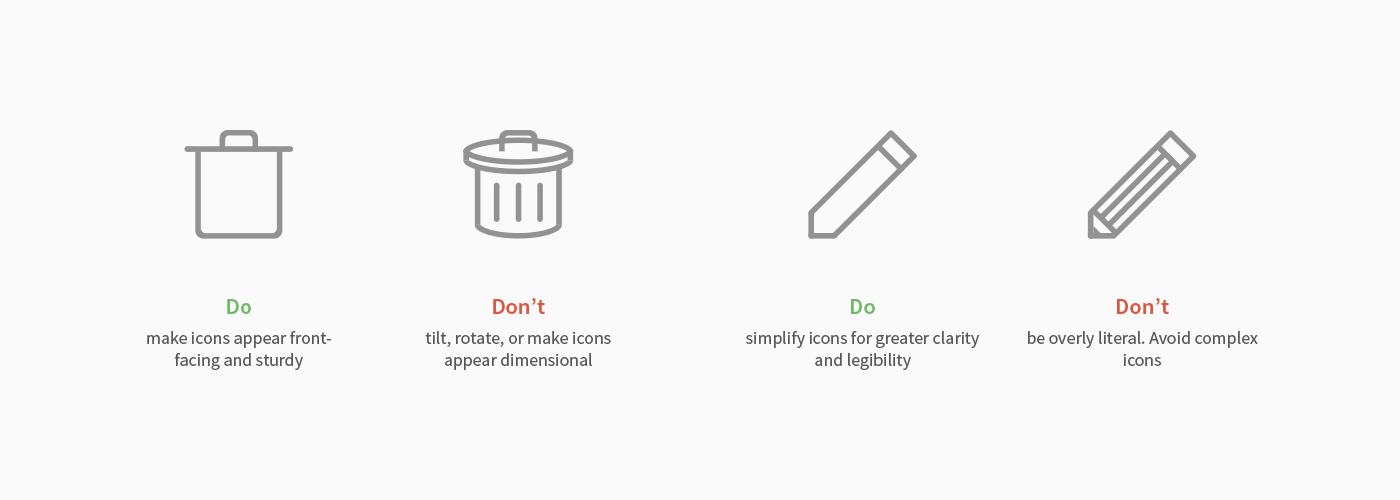 Do
make icons appear front-
facing and sturdy
Don’t
tilt, rotate, or make icons
appear dimensional
Do
simplify icons for greater clarity
and legibility
Don’t
be overly literal. Avoid complex
icons